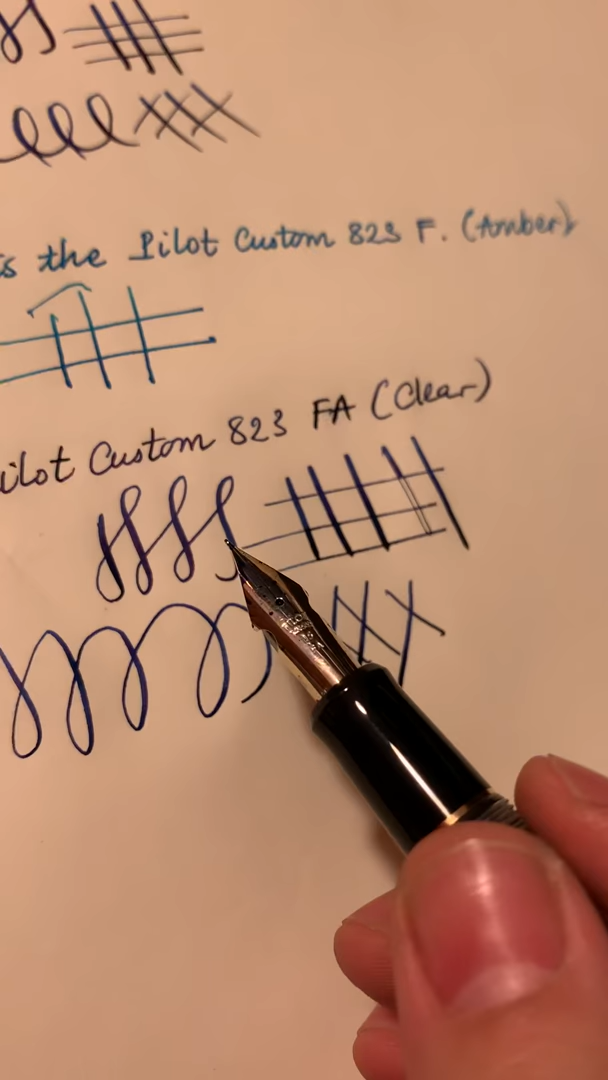 s the Pilot Custom 823 F. (Amber)
ilot Custom 823 FA (Clear)